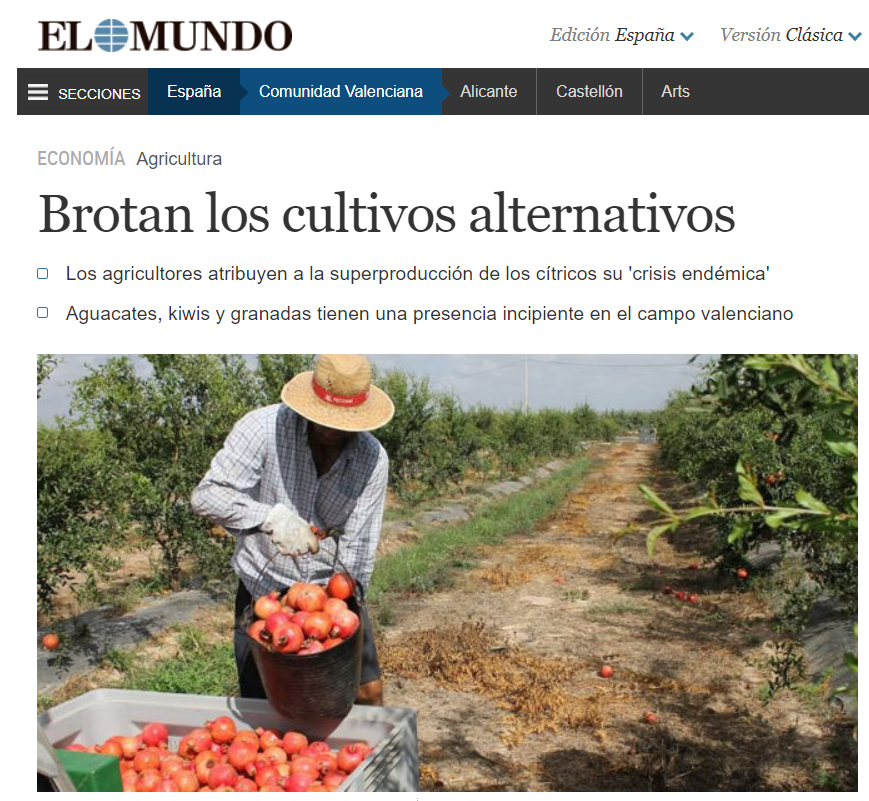 EL MUNDO
Edición España Versión Clásica
SECCIONES España Comunidad Valenciana Alicante Castellón Arts
ECONOMÍA Agricultura
Brotan los cultivos alternativos
Los agricultores atribuyen a la superproducción de los cítricos su 'crisis endémica'
Aguacates, kiwis y granadas tienen una presencia incipiente en el campo valenciano